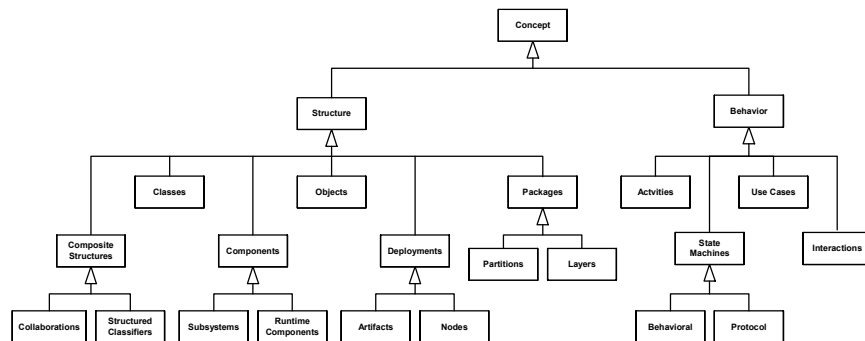 Concept
Structure
Behavior
Classes
Objects
Packages
Actvities
Use Cases
Composite
Structures
Components
Deployments
Partitions
Layers
State
Machines
Interactions
Collaborations
Structured
Classifiers
Subsystems
Runtime
Components
Artifacts
Nodes
Behavioral
Protocol